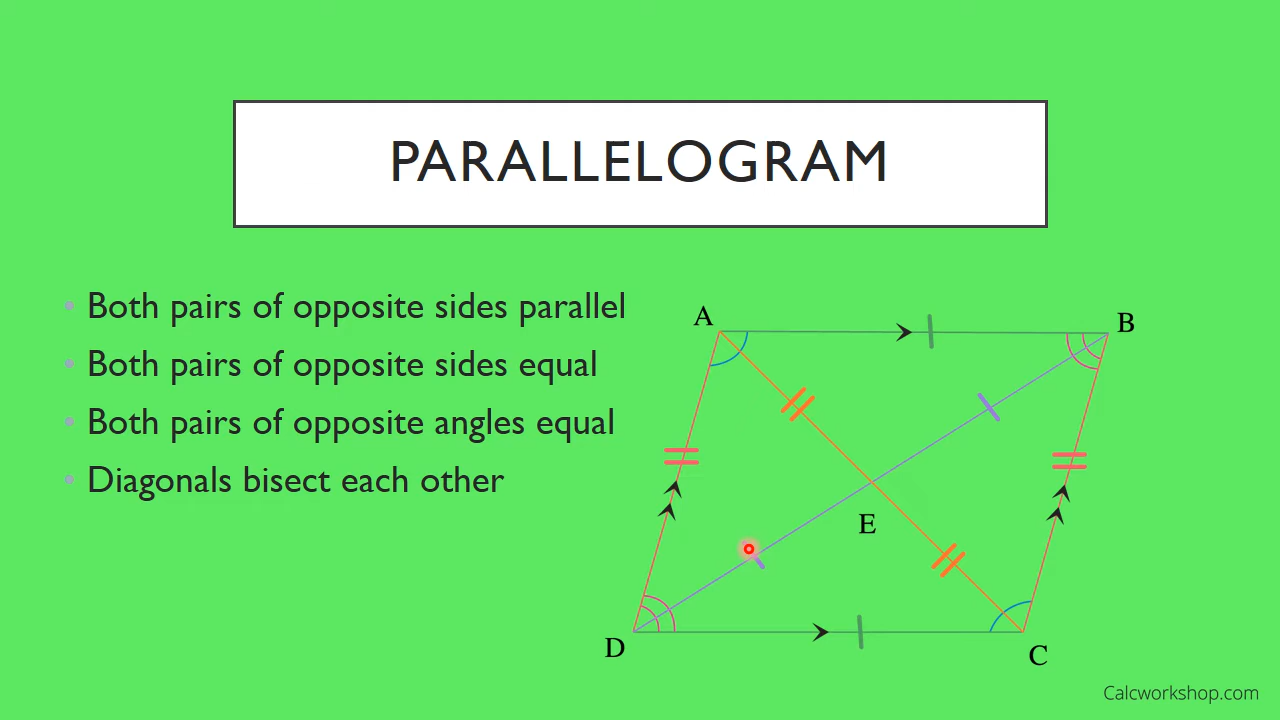 PARALLELOGRAM
• Both pairs of opposite sides parallel
• Both pairs of opposite sides equal
• Both pairs of opposite angles equal
• Diagonals bisect each other
A
B
E
D
C
Calcworkshop.com